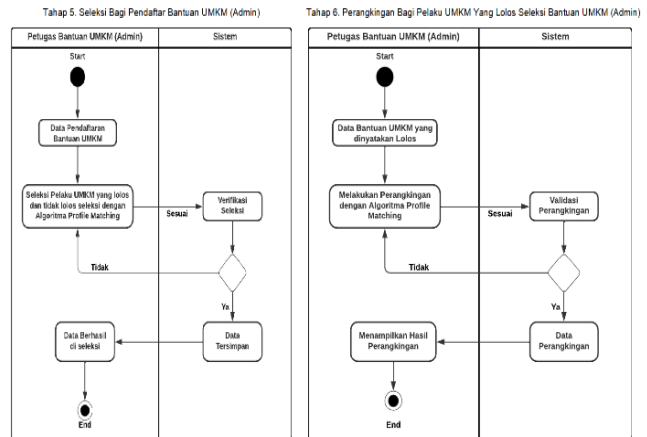 Tahap 5. Seleksi Bagi Pendaftar Bantuan UMKM (Admin)
Petugas Bantuan UMKM (Admin)
Sistem
Start
Data Pendaftaran
Bantuan UMKM
Seleksi Pelaku UMKM yang lolos
dan tidak lolos seleksi dengan
Algoritma Profile Matching
Sesuai
Verifikasi
Seleksi
Tidak
Ya
Data Berhasil
di seleksi
Data
Tersimpan
End
Tahap 6. Perangkingan Bagi Pelaku UMKM Yang Lolos Seleksi Bantuan UMKM (Admin)
Petugas Bantuan UMKM (Admin)
Sistem
Start
Data Bantuan UMKM yang
dinyatakan Lolos
Melakukan Perangkingan
dengan Algoritma Profile
Matching
Sesuai
Validasi
Perangkingan
Tidak
Ya
Menampilkan Hasil
Perangkingan
Data
Perangkingan
End